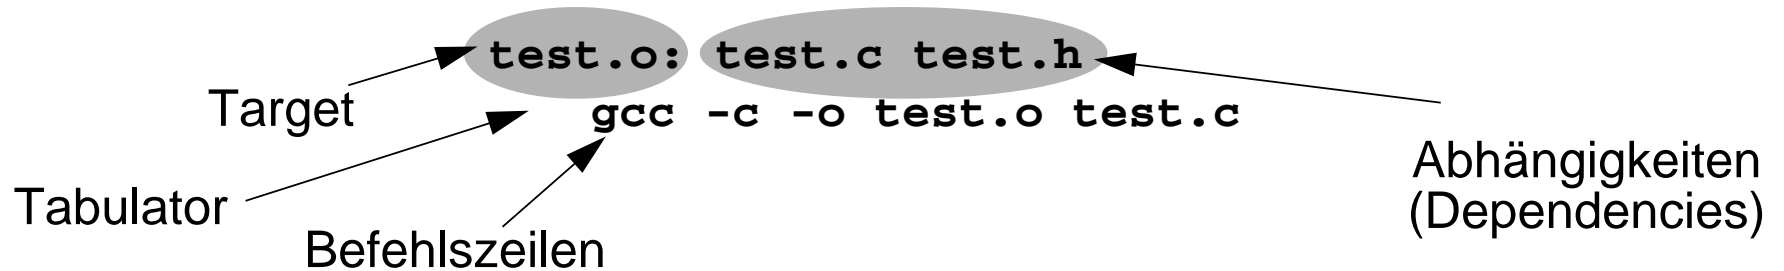 test.o: test.c test.h
Target
gcc -c -o test.o test.c
Abhängigkeiten
(Dependencies)
Tabulator
Befehlszeilen